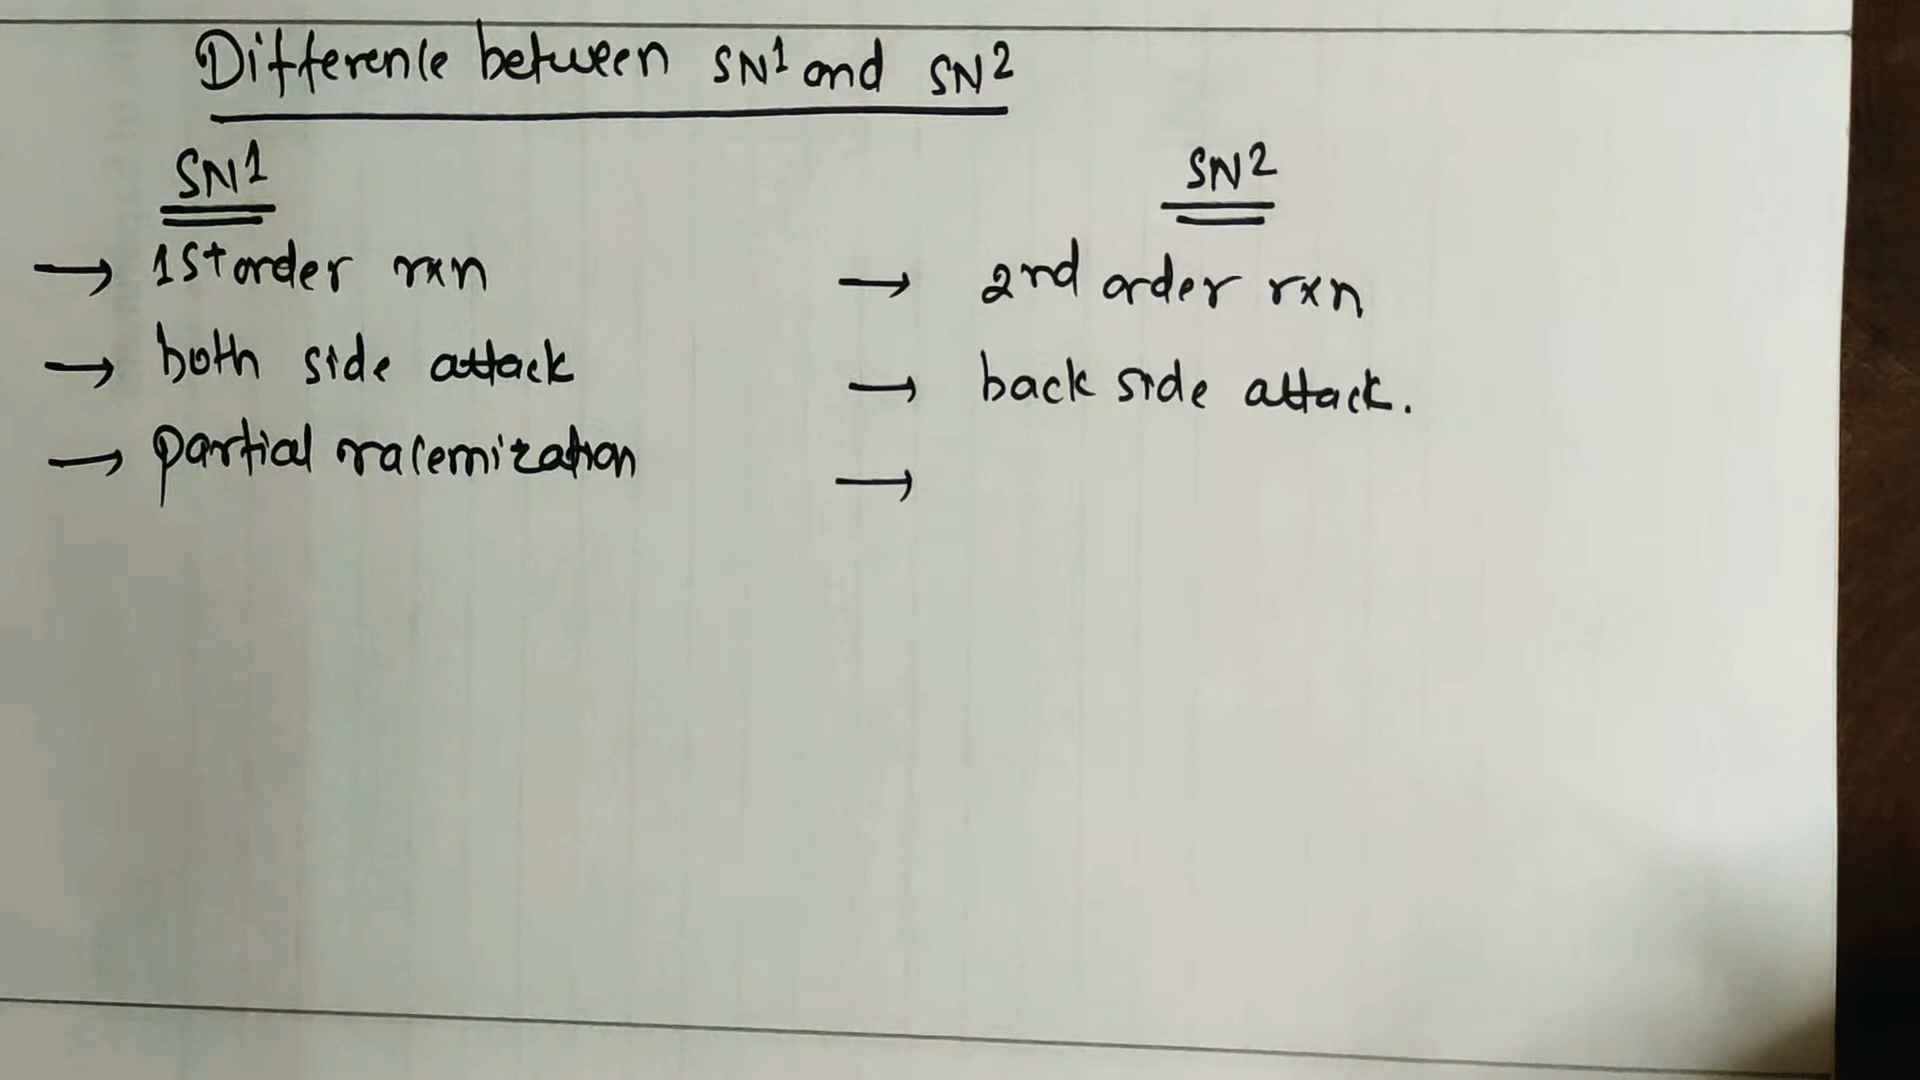 Difference between SN1 and SN2
SN1
SN2
→ 1st order rxn
→ 2nd order rxn
→ both side attack
→ back side attack.
→ partial racemization
→